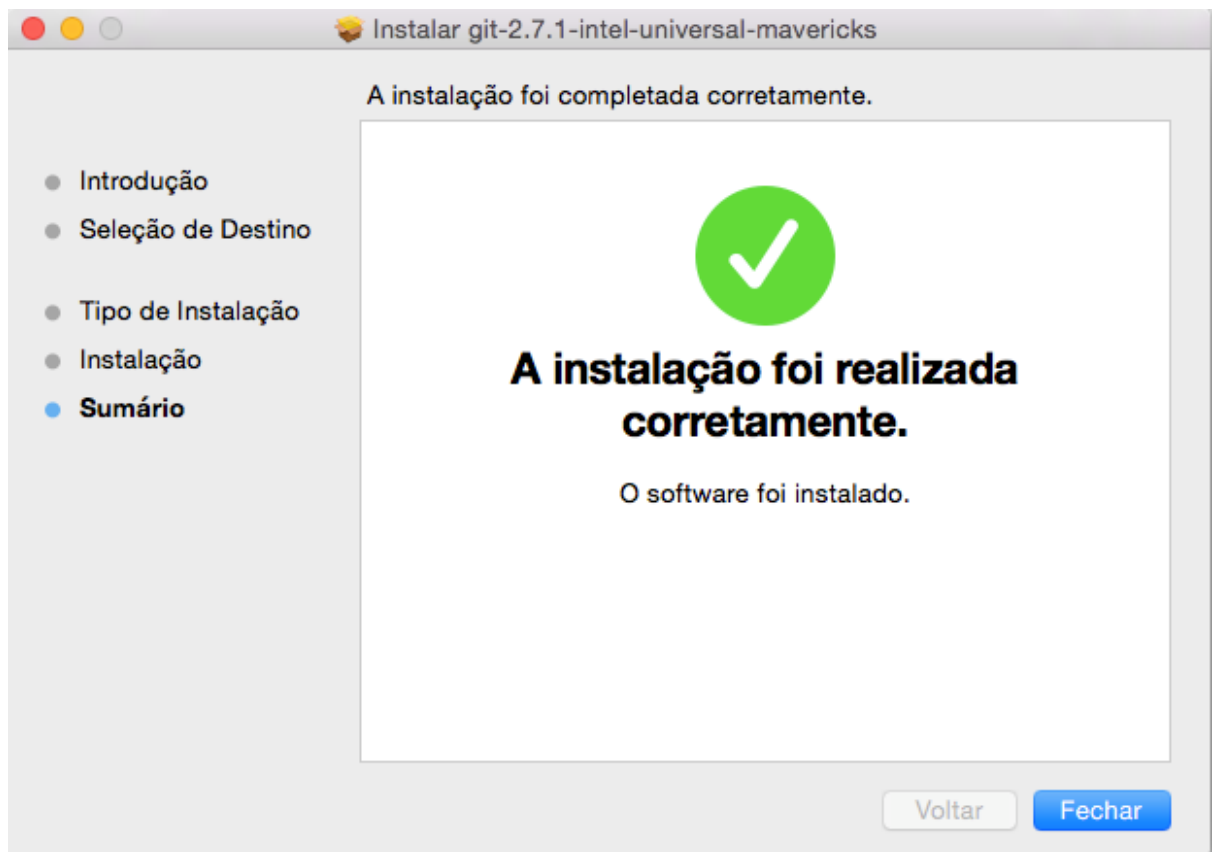 Instalar git-2.7.1-intel-universal-mavericks
A instalação foi completada corretamente.
Introdução
Seleção de Destino
Tipo de Instalação
Instalação
Sumário
A instalação foi realizada
corretamente.
O software foi instalado.
Voltar
Fechar